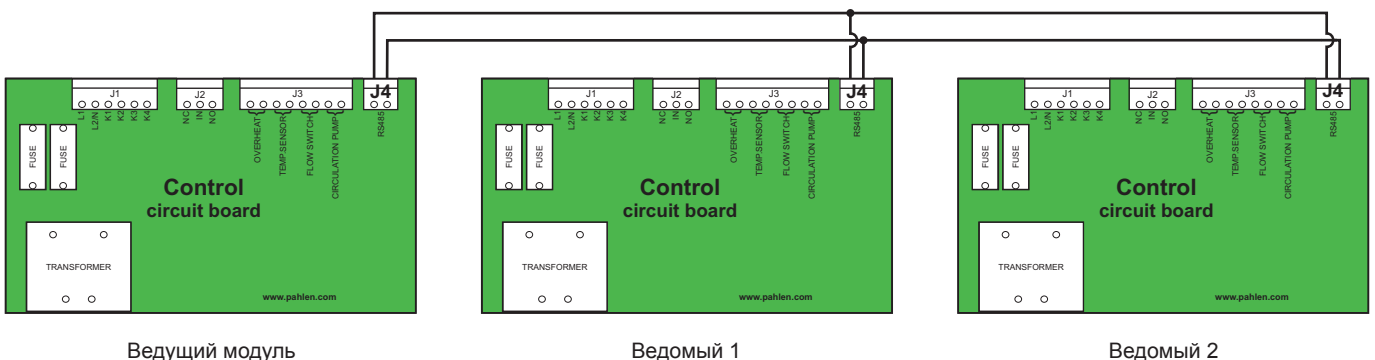 J1 J2 J3 J4
L1 L2/N K1 K2 K3 K4 NC IN NO OVERHEAT TEMP.SENSOR FLOW SWITCH CIRCULATION PUMP RS485
FUSE FUSE
Control
circuit board
TRANSFORMER
www.pahlen.com
Ведущий модуль
J1 J2 J3 J4
L1 L2/N K1 K2 K3 K4 NC IN NO OVERHEAT TEMP.SENSOR FLOW SWITCH CIRCULATION PUMP RS485
FUSE FUSE
Control
circuit board
TRANSFORMER
www.pahlen.com
Ведомый 1
J1 J2 J3 J4
L1 L2/N K1 K2 K3 K4 NC IN NO OVERHEAT TEMP.SENSOR FLOW SWITCH CIRCULATION PUMP RS485
FUSE FUSE
Control
circuit board
TRANSFORMER
www.pahlen.com
Ведомый 2